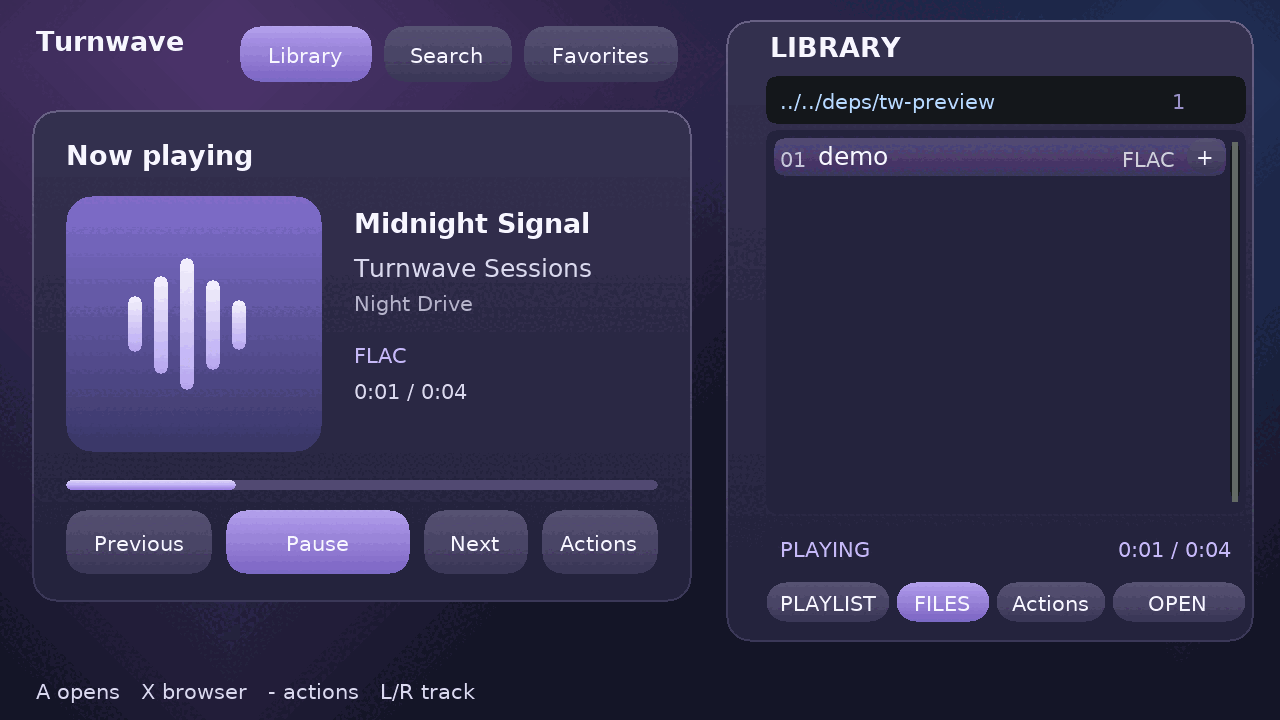 Turnwave
Library
Search
Favorites
Now playing
Midnight Signal
Turnwave Sessions
Night Drive
FLAC
0:01 / 0:04
Previous
Pause
Next
Actions
LIBRARY
../../deps/tw-preview 1
01 demo FLAC +
PLAYING 0:01 / 0:04
PLAYLIST
FILES
Actions
OPEN
A opens X browser - actions L/R track